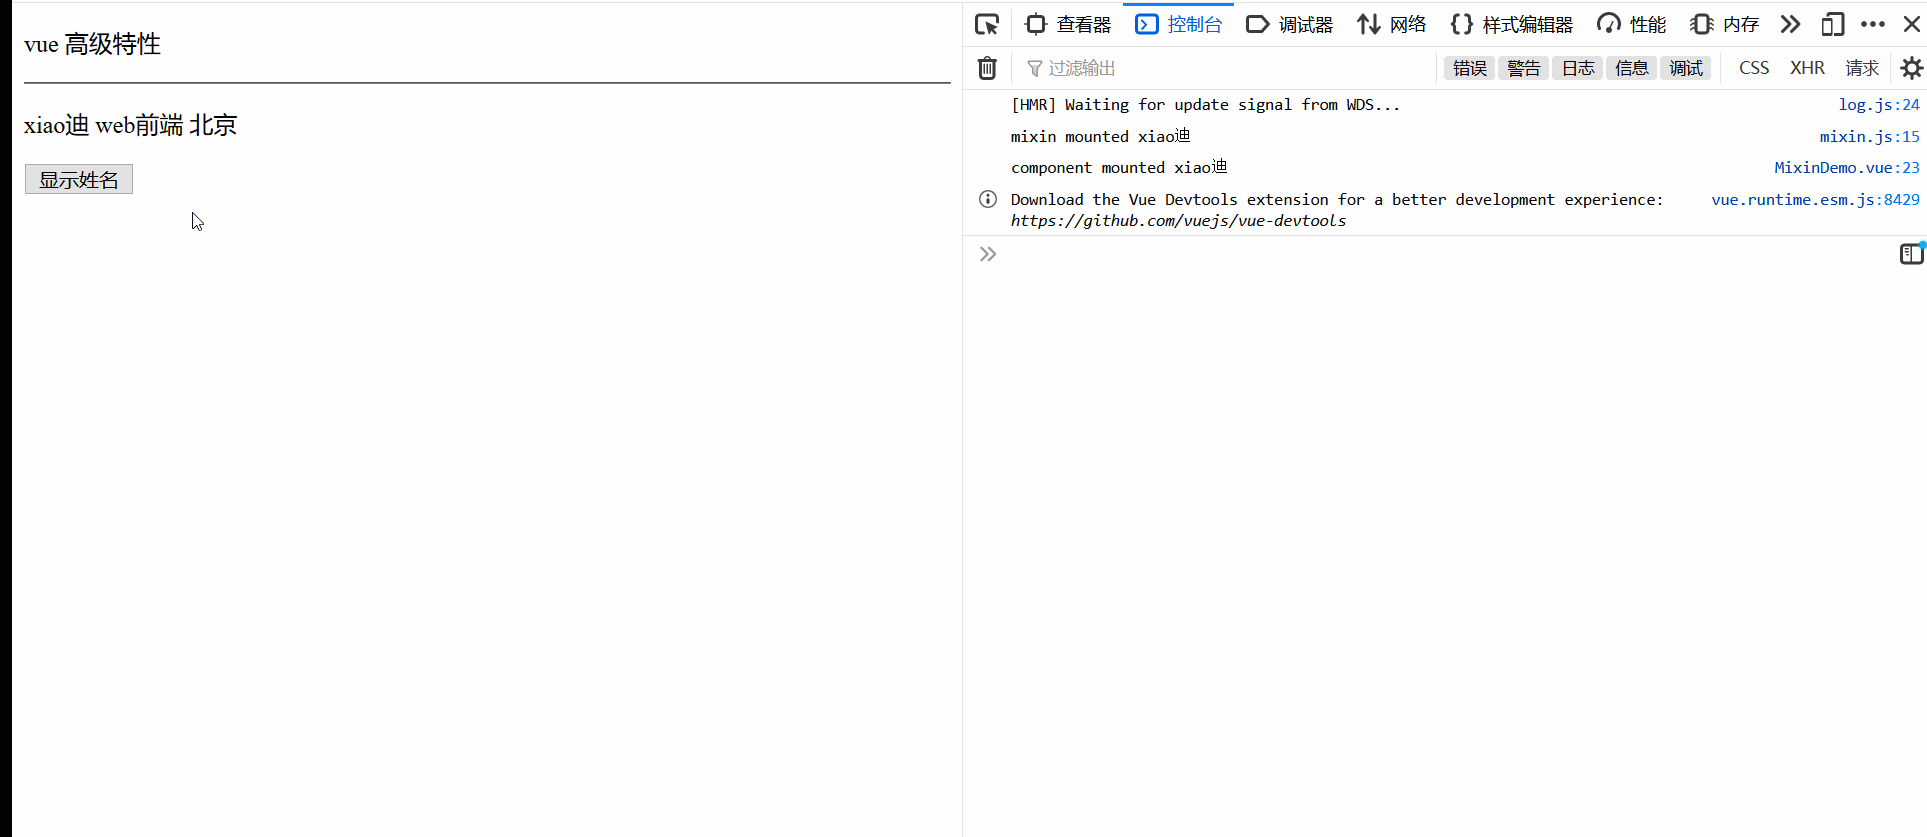 vue 高级特性
xiao迪 web前端 北京
显示姓名
查看器 控制台 调试器 网络 样式编辑器 性能 内存
过滤输出 错误 警告 日志 信息 调试 CSS XHR 请求
[HMR] Waiting for update signal from WDS... log.js:24
mixin mounted xiao迪 mixin.js:15
component mounted xiao迪 MixinDemo.vue:23
Download the Vue Devtools extension for a better development experience: vue.runtime.esm.js:8429
https://github.com/vuejs/vue-devtools